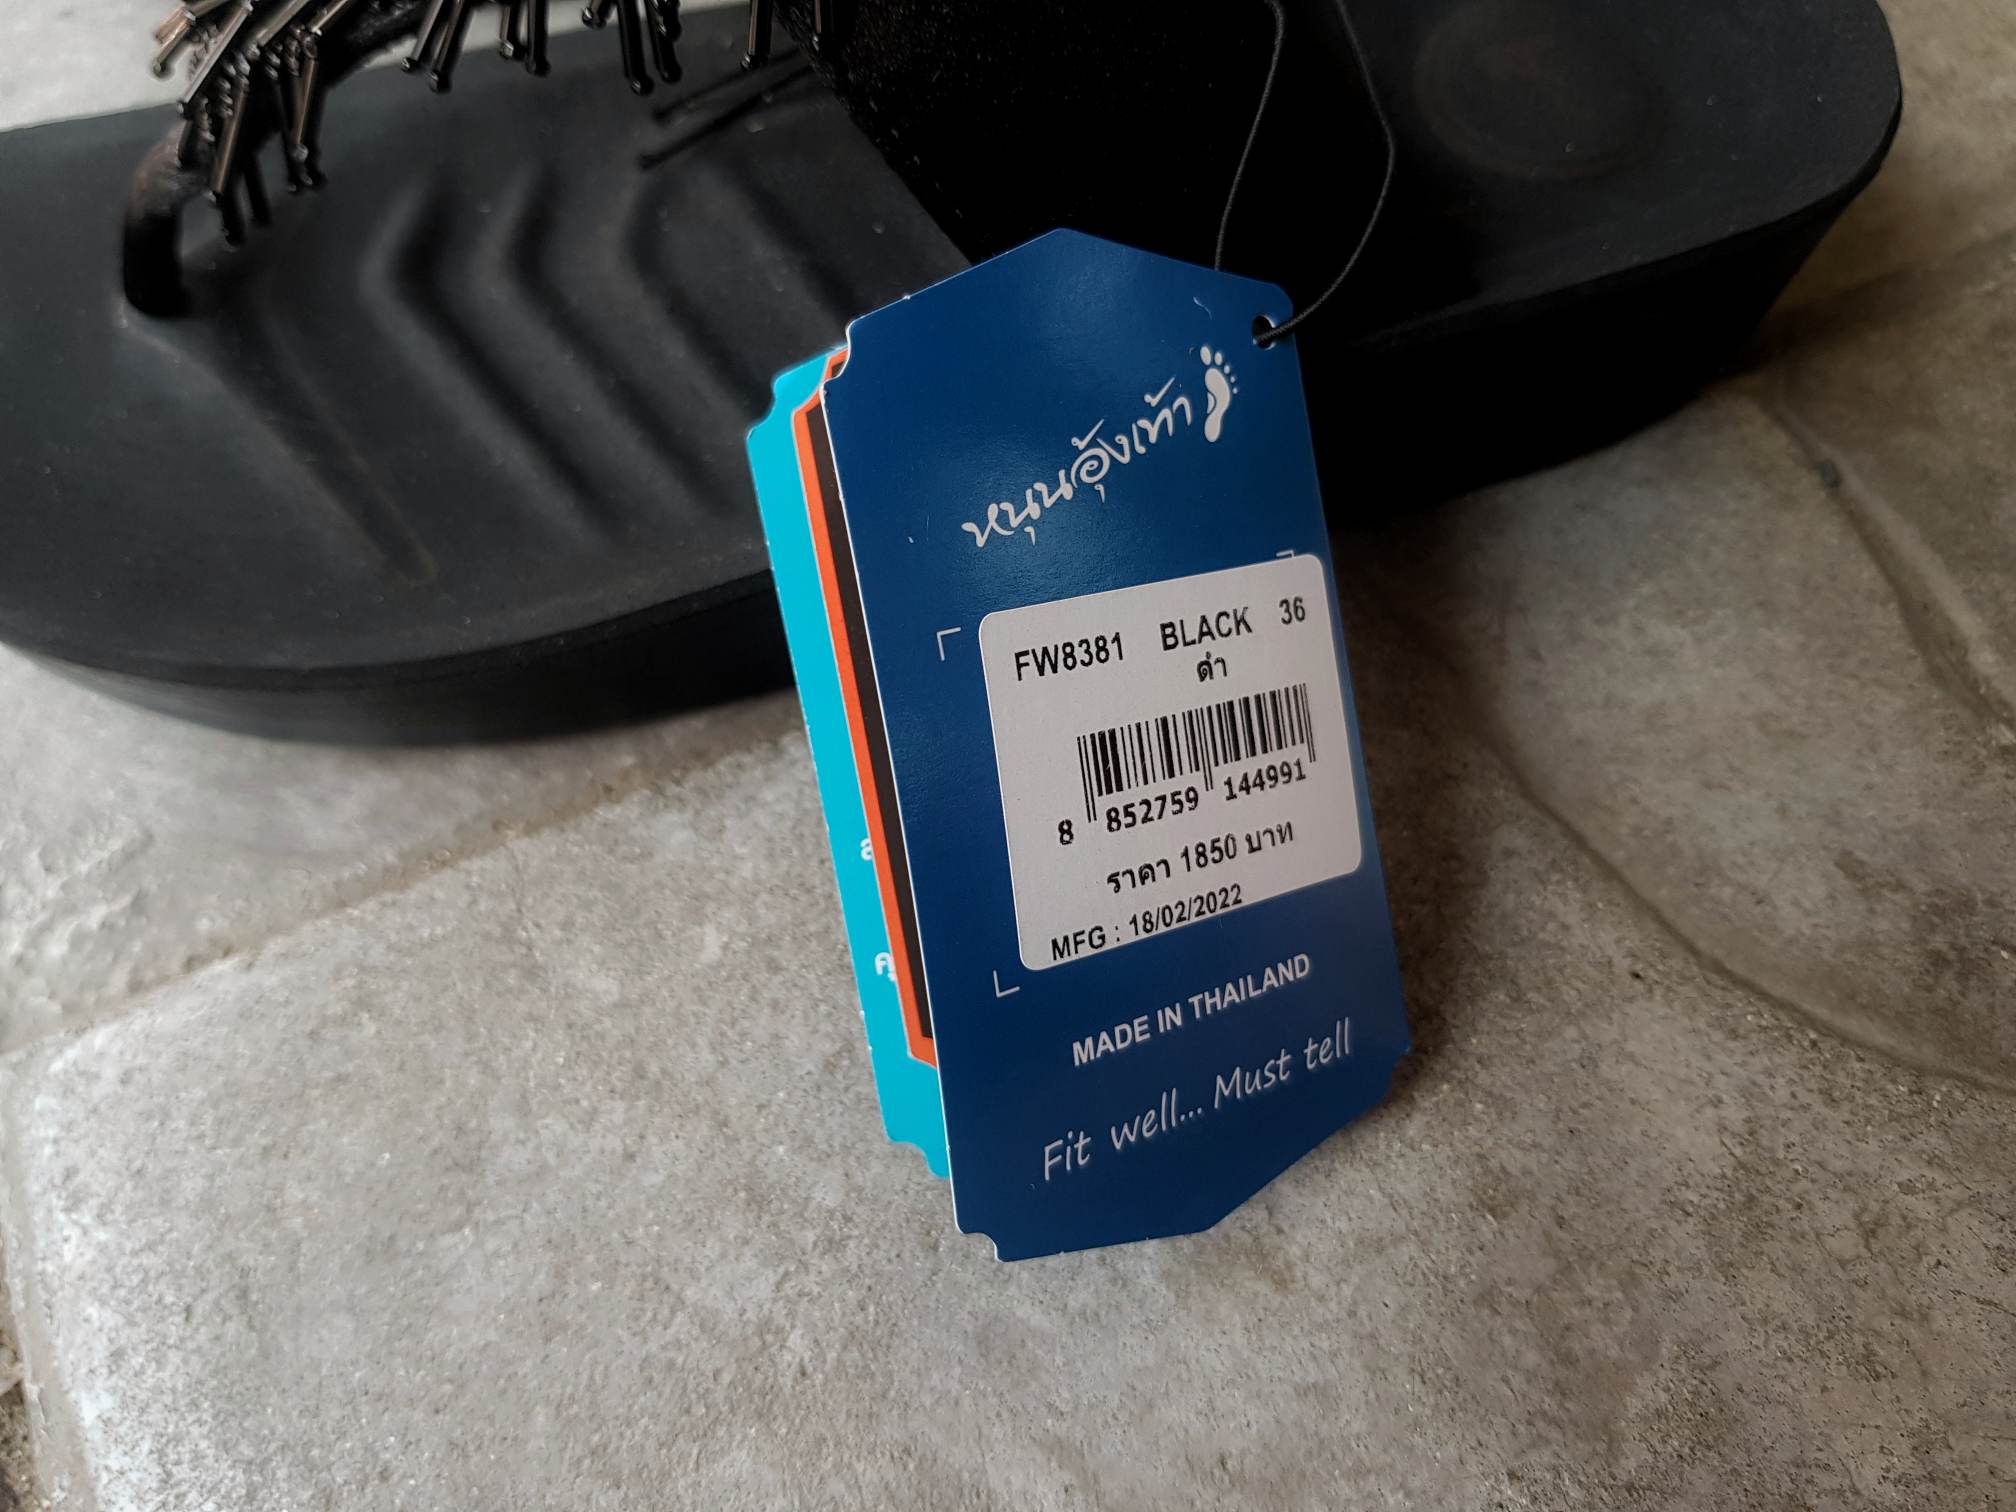 หนุนอุ้งเท้า
FW8381 BLACK 36
ดำ
8 852759 144991
ราคา 1850 บาท
MFG : 18/02/2022
MADE IN THAILAND
Fit well... Must tell